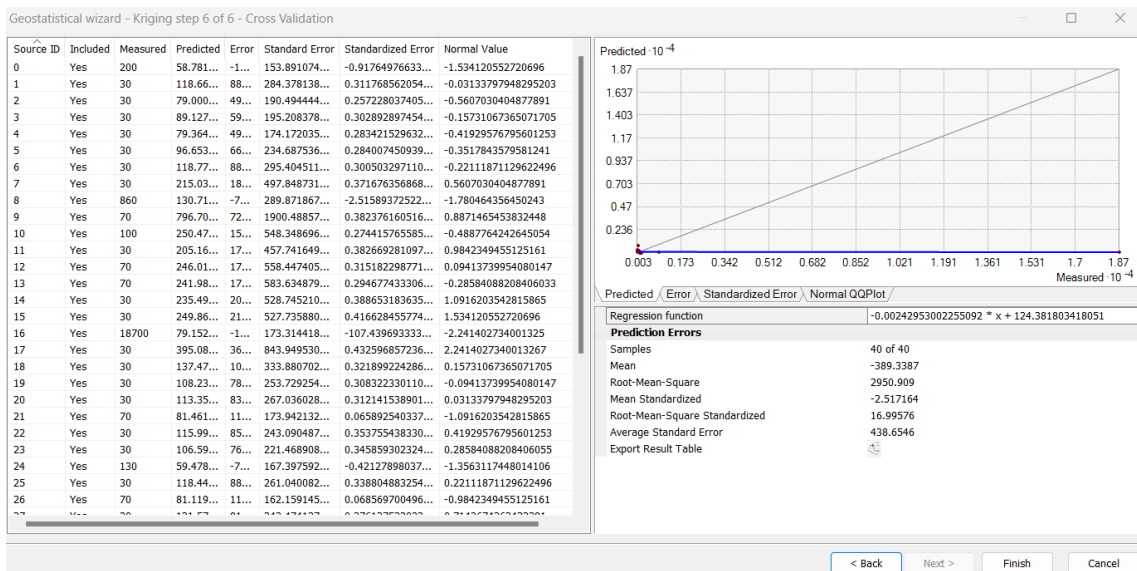 Geostatistical wizard - Kriging step 6 of 6 - Cross Validation
Source ID Included Measured Predicted Error Standard Error Standardized Error Normal Value
0 Yes 200 58.781... -1... 153.891074... -0.91764976633... -1.534120552720696
1 Yes 30 118.66... 88... 284.378138... 0.311768562054... -0.03133797948295203
2 Yes 30 79.000... 49... 190.494444... 0.257228037405... -0.5607030404877891
3 Yes 30 89.127... 59... 195.208378... 0.302892897454... -0.15731067365071705
4 Yes 30 79.364... 49... 174.172035... 0.283421529632... -0.41929576795601253
5 Yes 30 96.653... 66... 234.687536... 0.284007450939... -0.3517843579581241
6 Yes 30 118.77... 88... 295.404511... 0.300503297110... -0.22111871129622496
7 Yes 30 215.03... 18... 497.848731... 0.371676356868... 0.5607030404877891
8 Yes 860 130.71... -7... 289.871867... -2.51589372522... -1.780464356450243
9 Yes 70 796.70... 72... 1900.48857... 0.382376160516... 0.8871465453832448
10 Yes 100 250.47... 15... 548.348696... 0.274415765585... -0.4887764242645054
11 Yes 30 205.16... 17... 457.741649... 0.382669281097... 0.9842349455125161
12 Yes 70 246.01... 17... 558.447405... 0.315182298771... 0.09413739954080147
13 Yes 70 241.98... 17... 583.634879... 0.294677433306... -0.28584088208406033
14 Yes 30 235.49... 20... 528.745210... 0.388653183635... 1.0916203542815865
15 Yes 30 249.86... 21... 527.735880... 0.416628455774... 1.534120552720696
16 Yes 18700 79.152... -1... 173.314418... -107.439693333... -2.241402734001325
17 Yes 30 395.08... 36... 843.949530... 0.432596857236... 2.2414027340013267
18 Yes 30 137.47... 10... 333.880702... 0.321899224286... 0.15731067365071705
19 Yes 30 108.23... 78... 253.729254... 0.308322330110... -0.09413739954080147
20 Yes 30 113.35... 83... 267.036028... 0.312141538901... 0.03133797948295203
21 Yes 70 81.461... 11... 173.942132... 0.065892540337... -1.0916203542815865
22 Yes 30 115.99... 85... 243.090487... 0.353755438330... 0.41929576795601253
23 Yes 30 106.59... 76... 221.468908... 0.345859302324... 0.28584088208406055
24 Yes 130 59.478... -7... 167.397592... -0.42127898037... -1.3563117448014106
25 Yes 30 118.44... 88... 261.040082... 0.338804883254... 0.22111871129622496
26 Yes 70 81.119... 11... 162.159145... 0.068569700496... -0.9842349455125161
Predicted ·10 -4
1.87
1.637
1.403
1.17
0.937
0.703
0.47
0.236
0.003 0.173 0.342 0.512 0.682 0.852 1.021 1.191 1.361 1.531 1.7 1.87
Measured ·10 -4
Predicted Error Standardized Error Normal QQPlot
Regression function -0.00242953002255092 * x + 124.381803418051
Prediction Errors
Samples 40 of 40
Mean -389.3387
Root-Mean-Square 2950.909
Mean Standardized -2.517164
Root-Mean-Square Standardized 16.99576
Average Standard Error 438.6546
Export Result Table
< Back Next > Finish Cancel